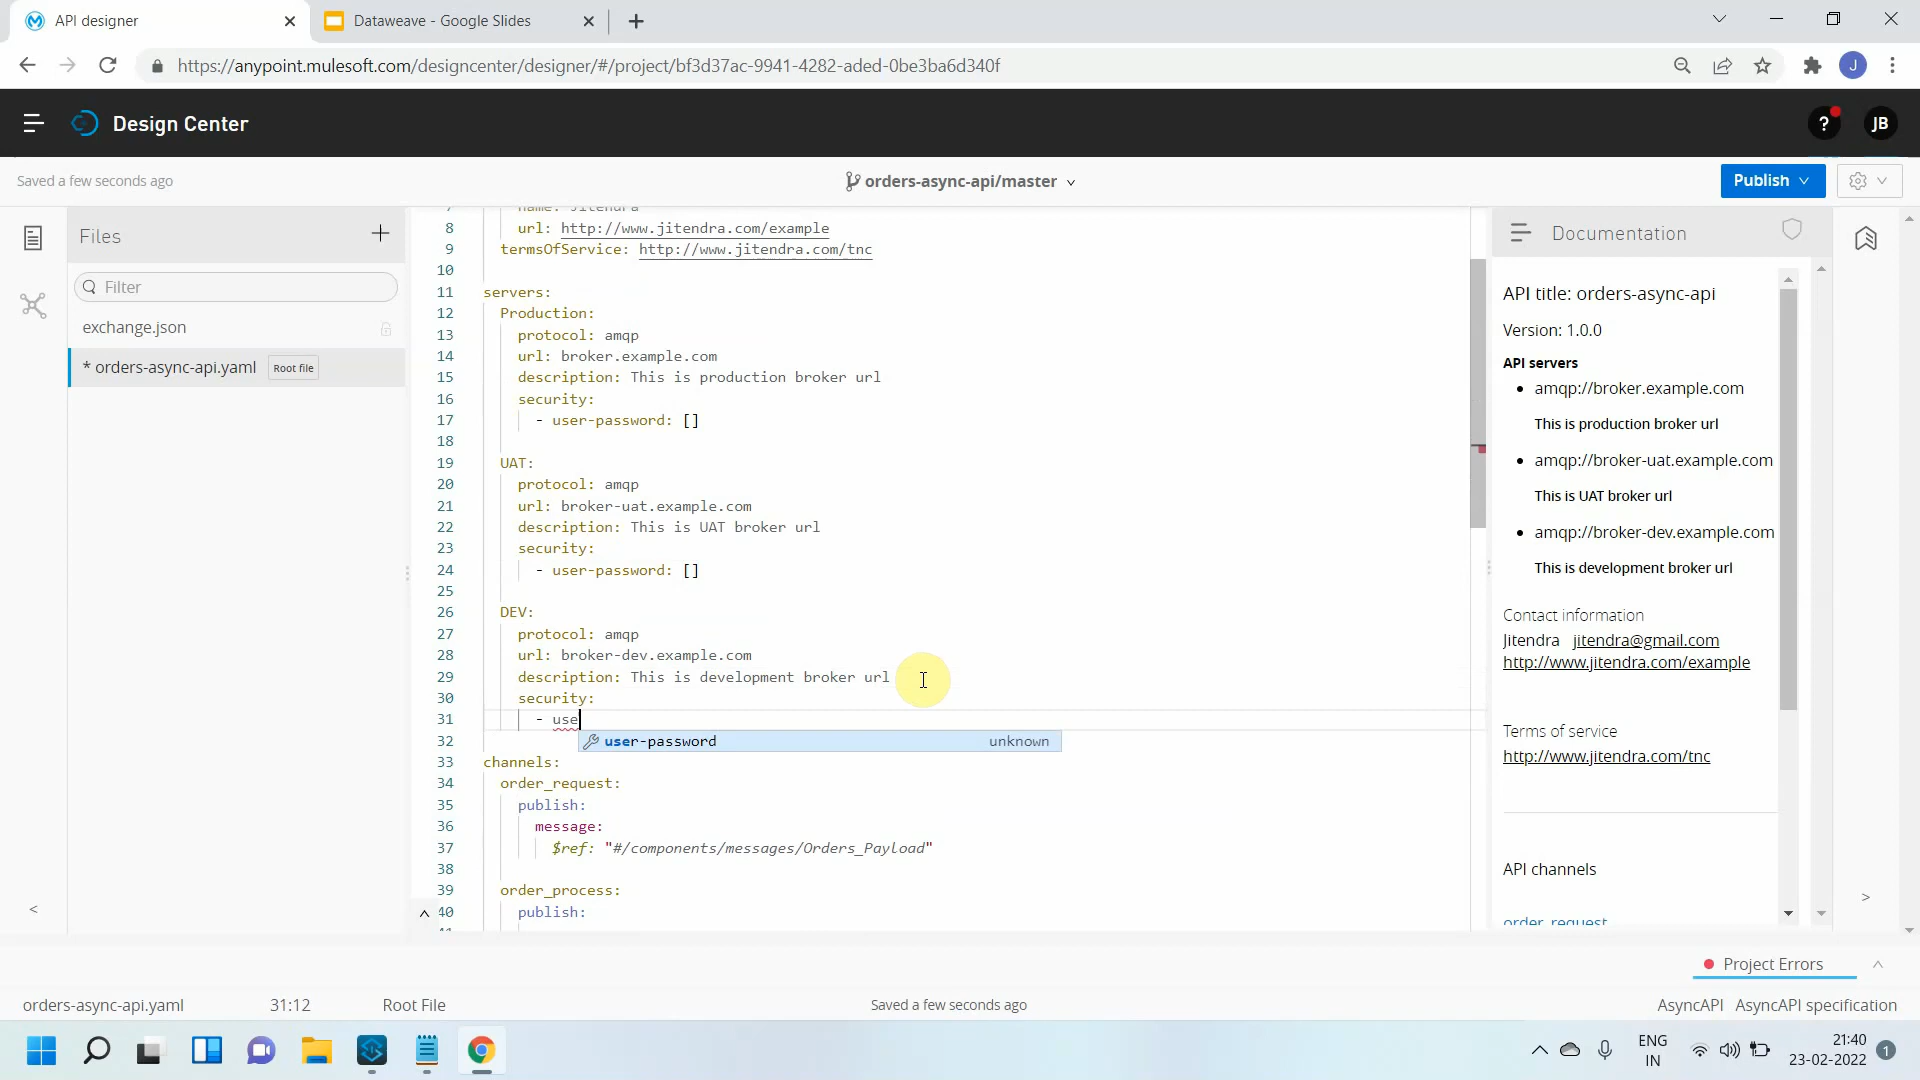 API designer
Dataweave - Google Slides
https://anypoint.mulesoft.com/designcenter/designer/#/project/bf3d37ac-9941-4282-aded-0be3ba6d340f
J
Design Center
?
JB
Saved a few seconds ago
orders-async-api/master
Publish
Files
Filter
exchange.json
* orders-async-api.yaml Root file
name: Jitendra
8 url: http://www.jitendra.com/example
9 termsOfService: http://www.jitendra.com/tnc
10
11 servers:
12 Production:
13 protocol: amqp
14 url: broker.example.com
15 description: This is production broker url
16 security:
17 - user-password: []
18
19 UAT:
20 protocol: amqp
21 url: broker-uat.example.com
22 description: This is UAT broker url
23 security:
24 - user-password: []
25
26 DEV:
27 protocol: amqp
28 url: broker-dev.example.com
29 description: This is development broker url
30 security:
31 - use
32 user-password unknown
33 channels:
34 order_request:
35 publish:
36 message:
37 $ref: "#/components/messages/Orders_Payload"
38
39 order_process:
40 publish:
Documentation
API title: orders-async-api
Version: 1.0.0
API servers
• amqp://broker.example.com
This is production broker url
• amqp://broker-uat.example.com
This is UAT broker url
• amqp://broker-dev.example.com
This is development broker url
Contact information
Jitendra jitendra@gmail.com
http://www.jitendra.com/example
Terms of service
http://www.jitendra.com/tnc
API channels
order_request
Project Errors
orders-async-api.yaml 31:12 Root File Saved a few seconds ago AsyncAPI AsyncAPI specification
ENG
IN
21:40
23-02-2022
1